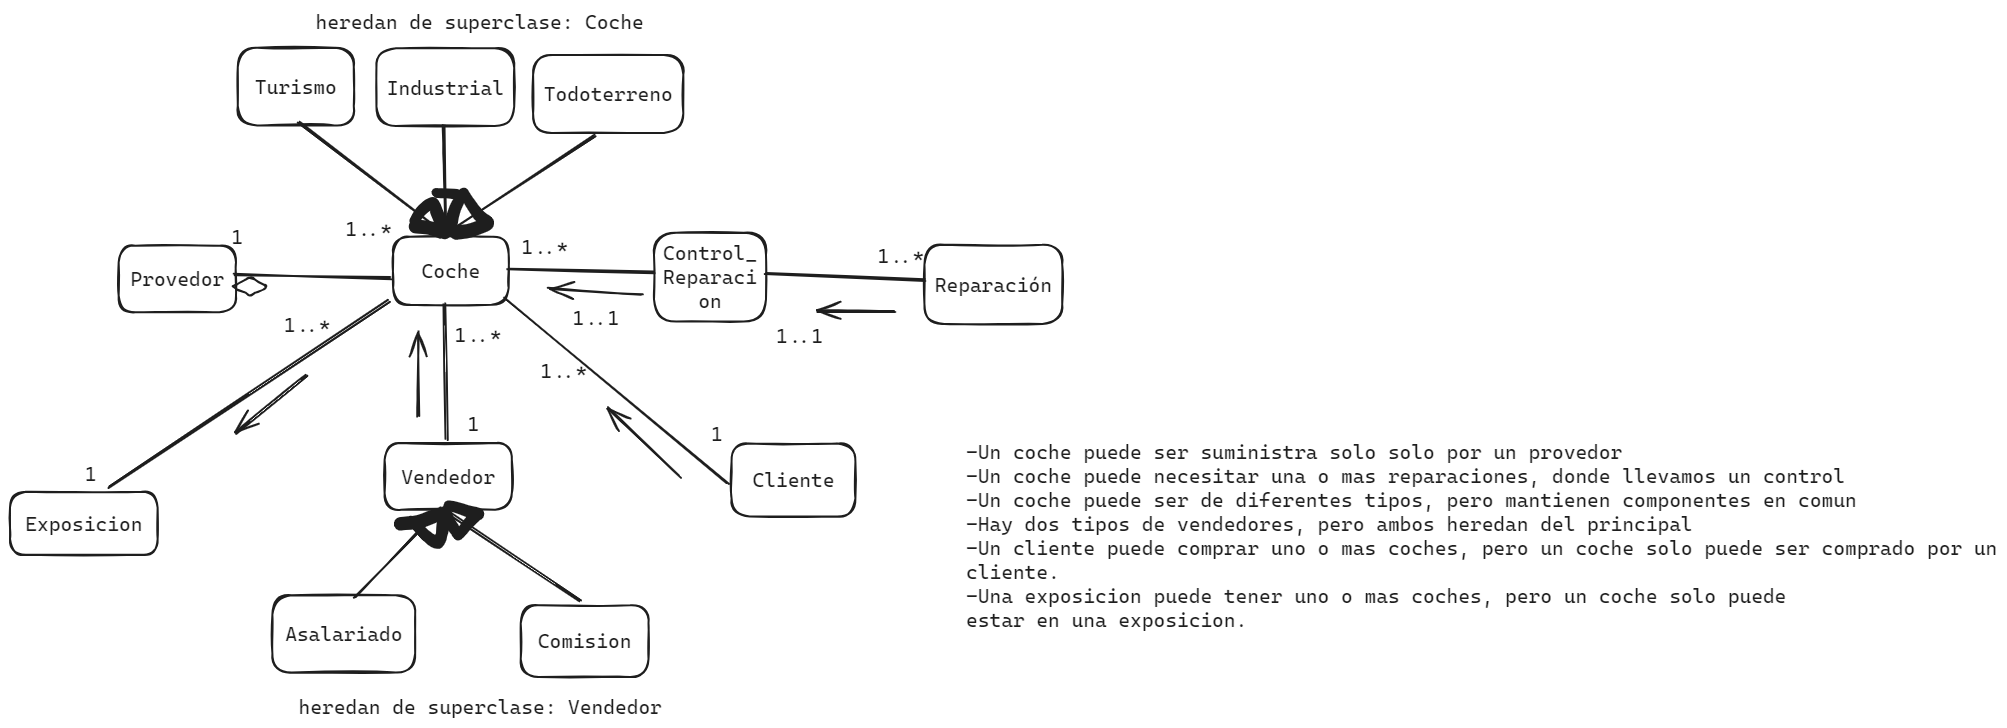 heredan de superclase: Coche
Turismo
Industrial
Todoterreno
1
1..*
1..*
Provedor
Coche
Control_
Reparaci
on
1..*
Reparación
1..1
1..1
1..*
1..*
1..*
1
1
1
Exposicion
Vendedor
Cliente
Asalariado
Comision
heredan de superclase: Vendedor
-Un coche puede ser suministra solo solo por un provedor
-Un coche puede necesitar una o mas reparaciones, donde llevamos un control
-Un coche puede ser de diferentes tipos, pero mantienen componentes en comun
-Hay dos tipos de vendedores, pero ambos heredan del principal
-Un cliente puede comprar uno o mas coches, pero un coche solo puede ser comprado por un
cliente.
-Una exposicion puede tener uno o mas coches, pero un coche solo puede
estar en una exposicion.